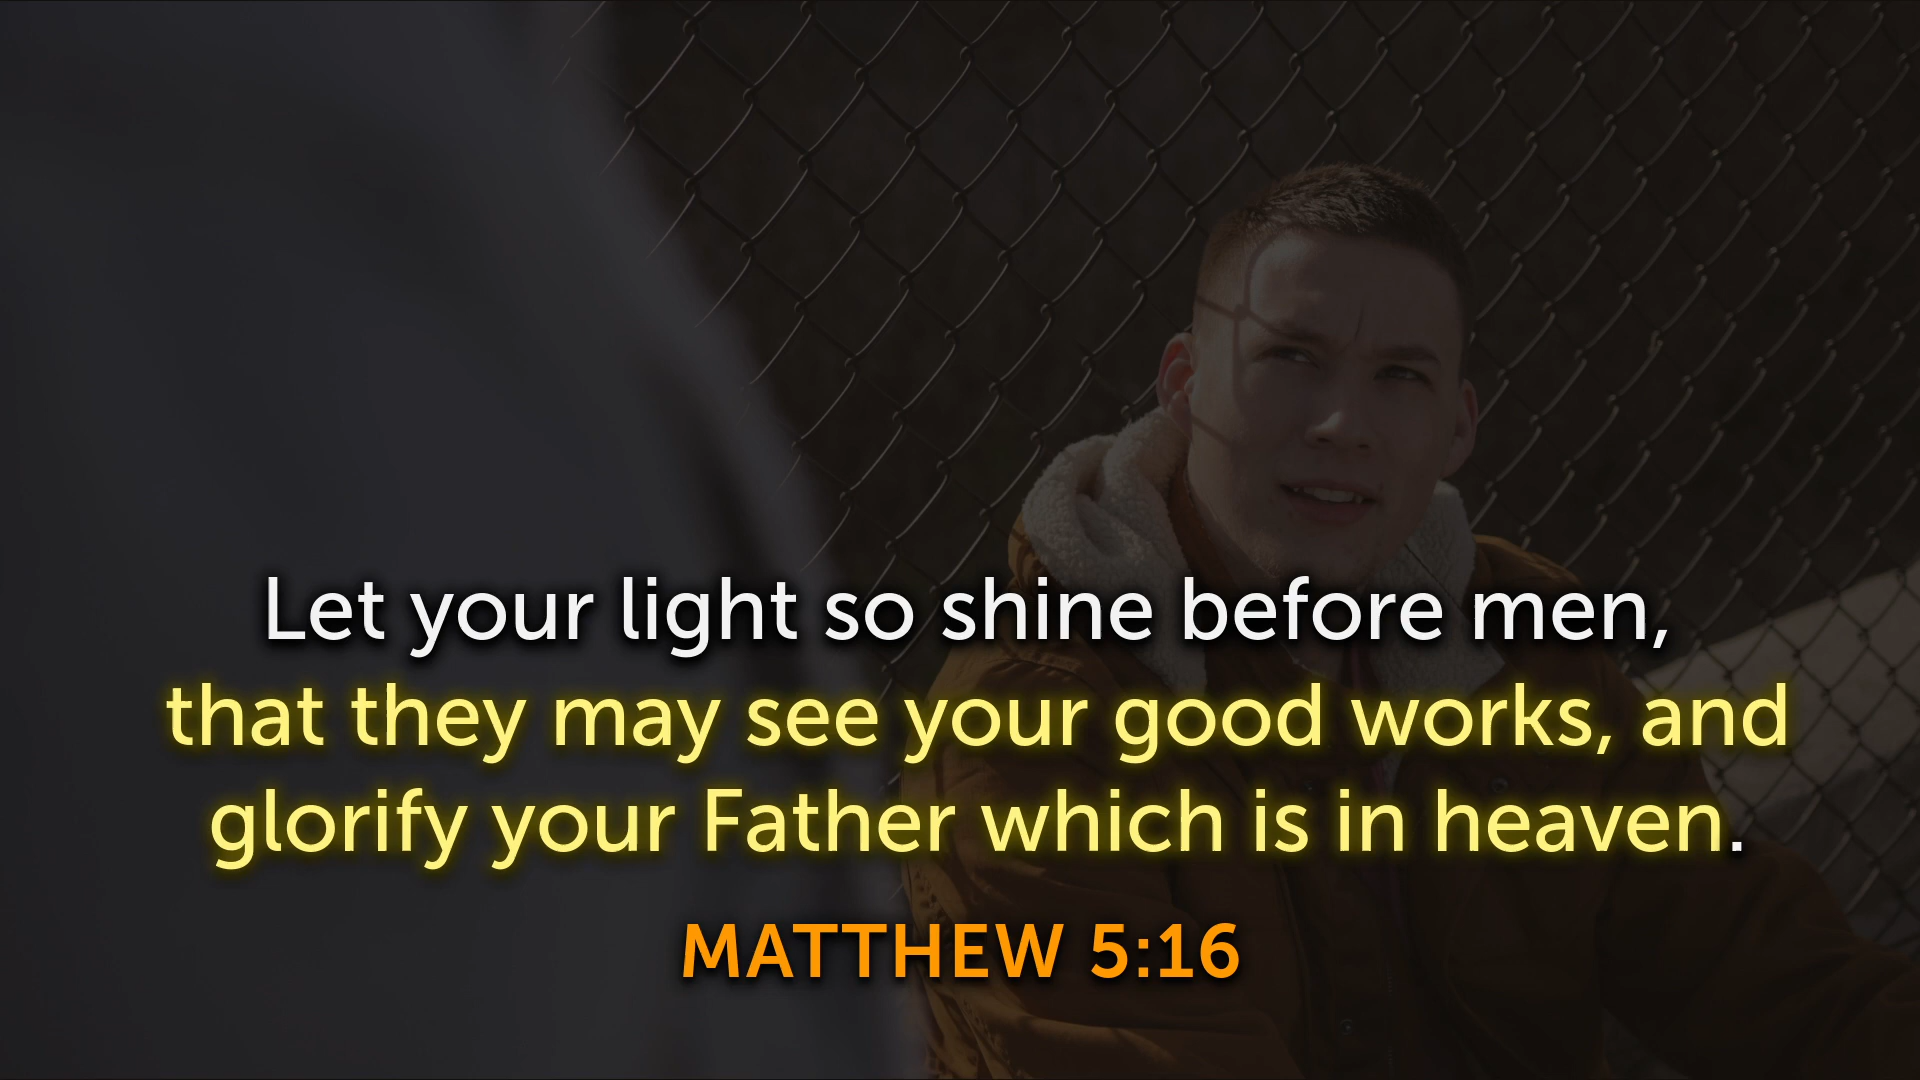 Let your light so shine before men,
that they may see your good works, and
glorify your Father which is in heaven.
MATTHEW 5:16